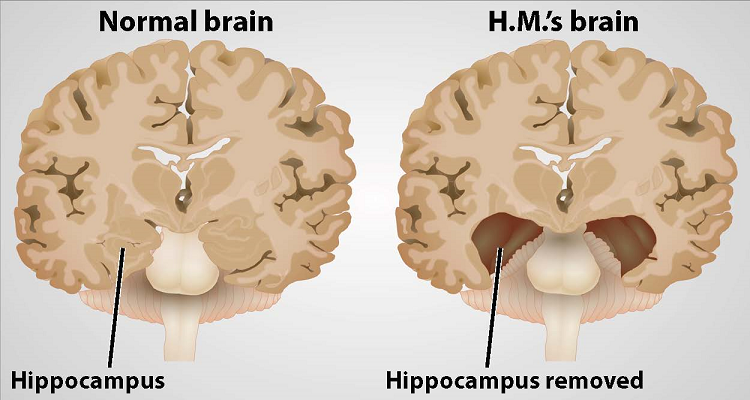 Normal brain
H.M.'s brain
Hippocampus
Hippocampus removed